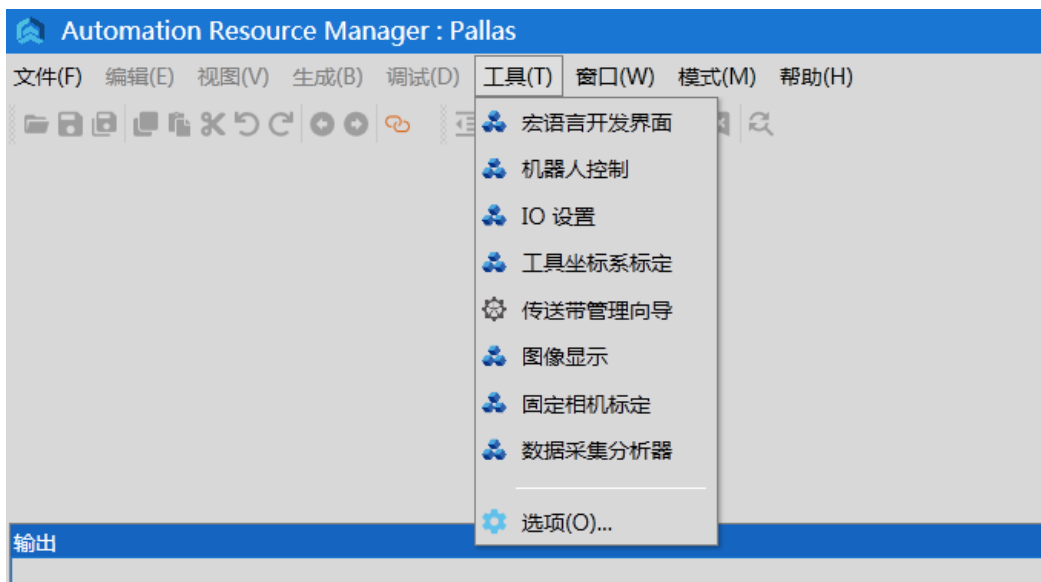 Automation Resource Manager : Pallas
文件(F) 编辑(E) 视图(V) 生成(B) 调试(D) 工具(T) 窗口(W) 模式(M) 帮助(H)
宏语言开发界面
机器人控制
IO 设置
工具坐标系标定
传送带管理向导
图像显示
固定相机标定
数据采集分析器
选项(O)...
输出